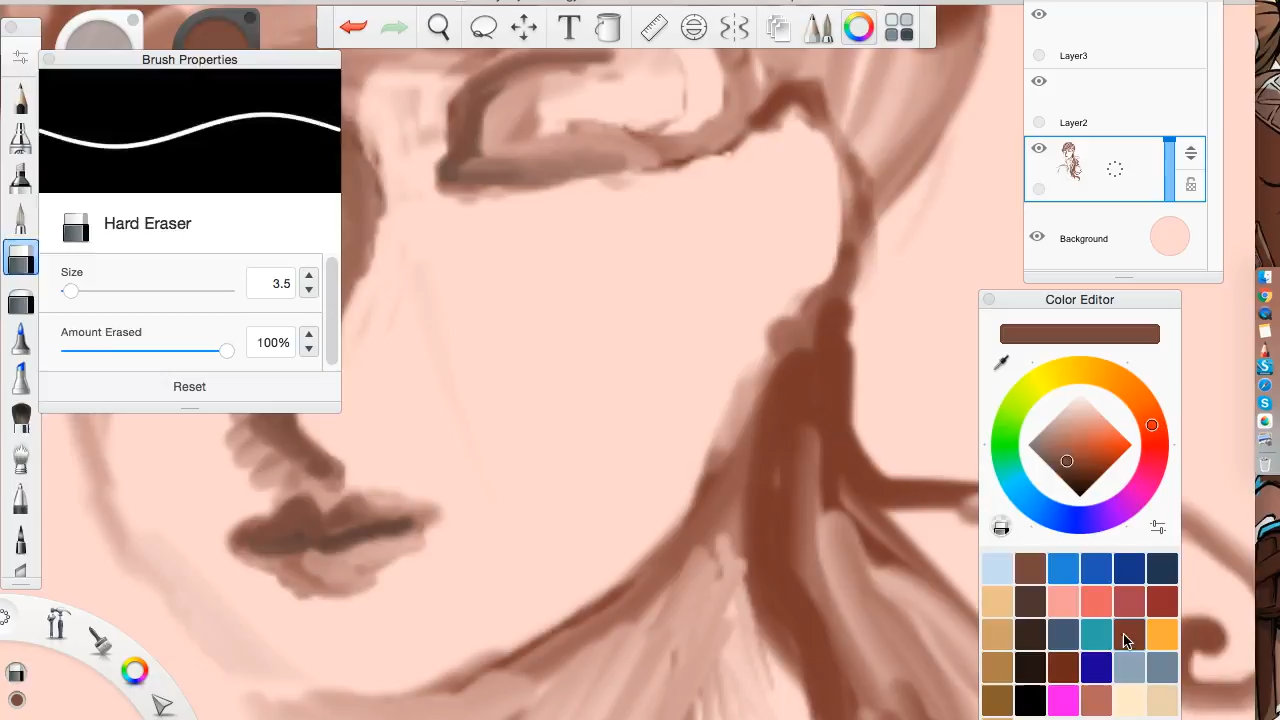 T
Brush Properties
Hard Eraser
Size
3.5
Amount Erased
100%
Reset
Layer3
Layer2
Background
Color Editor